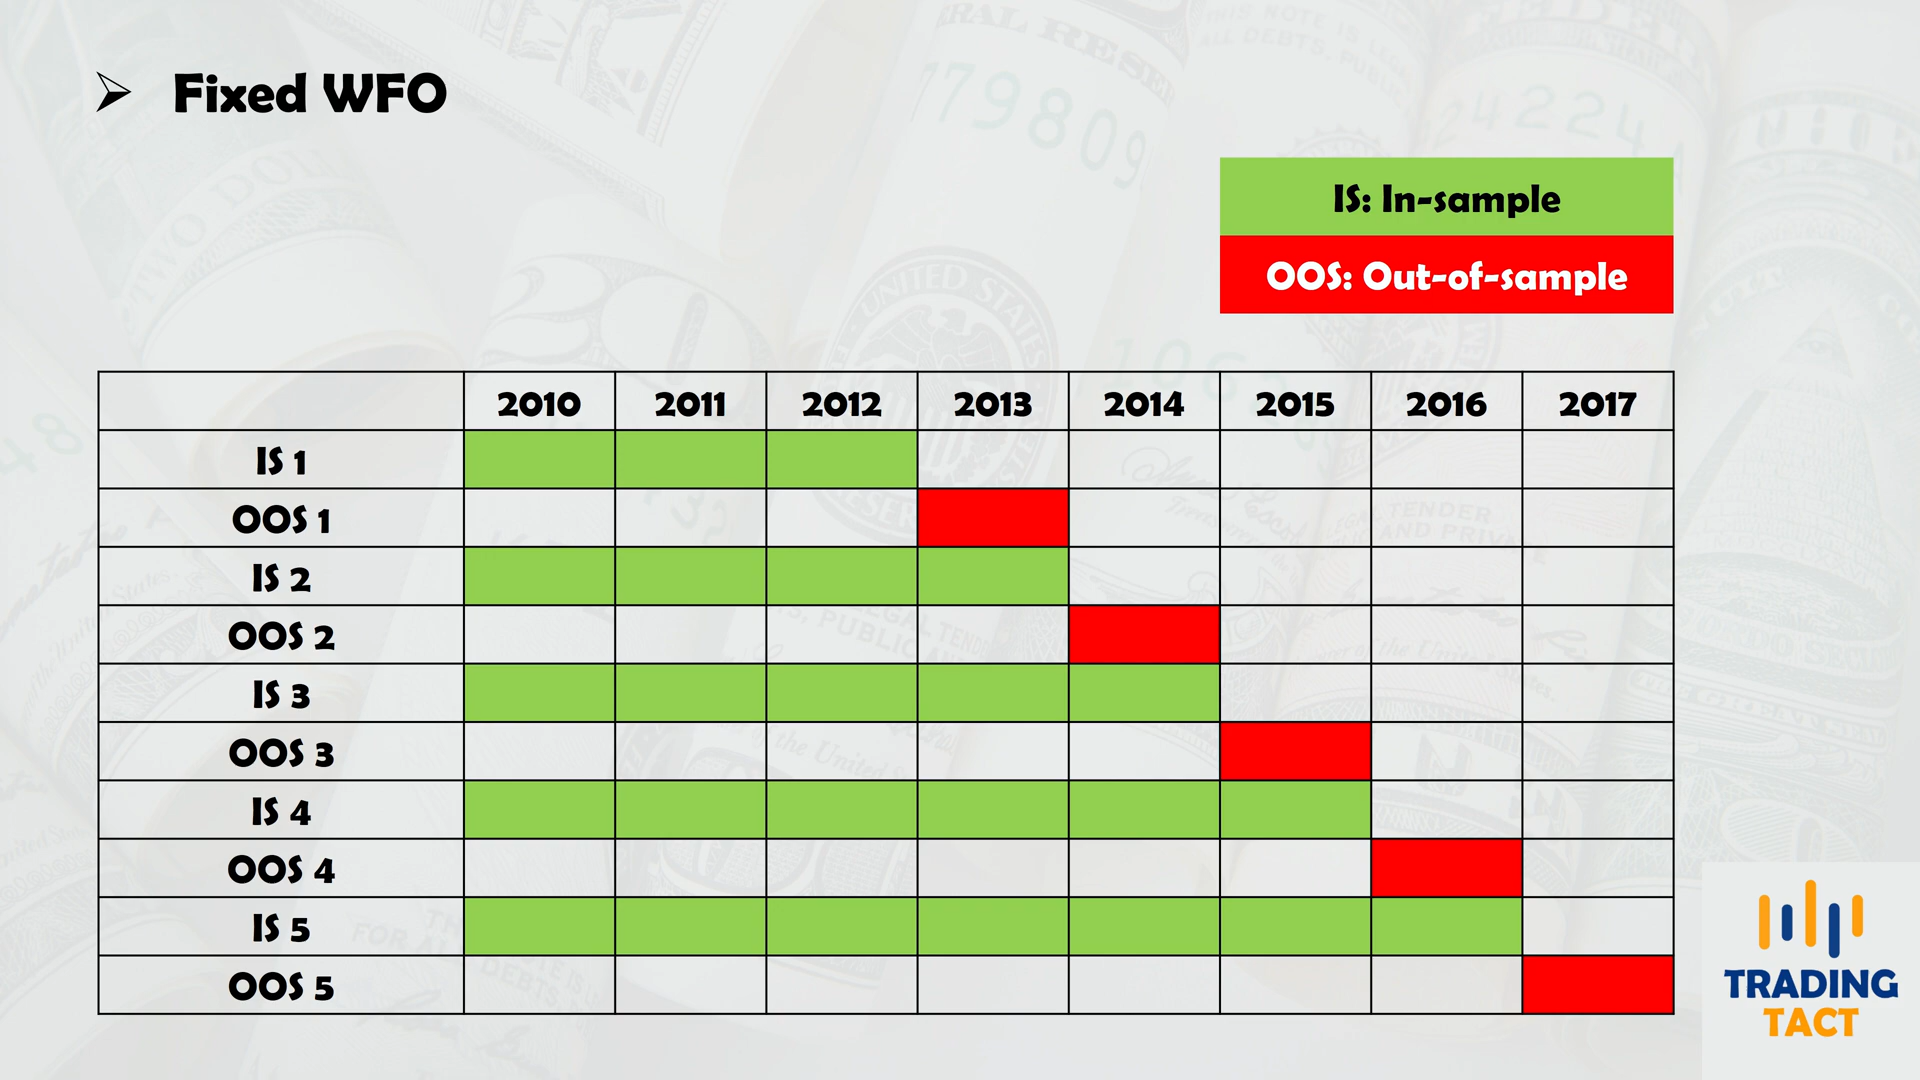 ➢ Fixed WFO
IS: In-sample
OOS: Out-of-sample
2010 2011 2012 2013 2014 2015 2016 2017
IS 1
OOS 1
IS 2
OOS 2
IS 3
OOS 3
IS 4
OOS 4
IS 5
OOS 5
TRADING
TACT